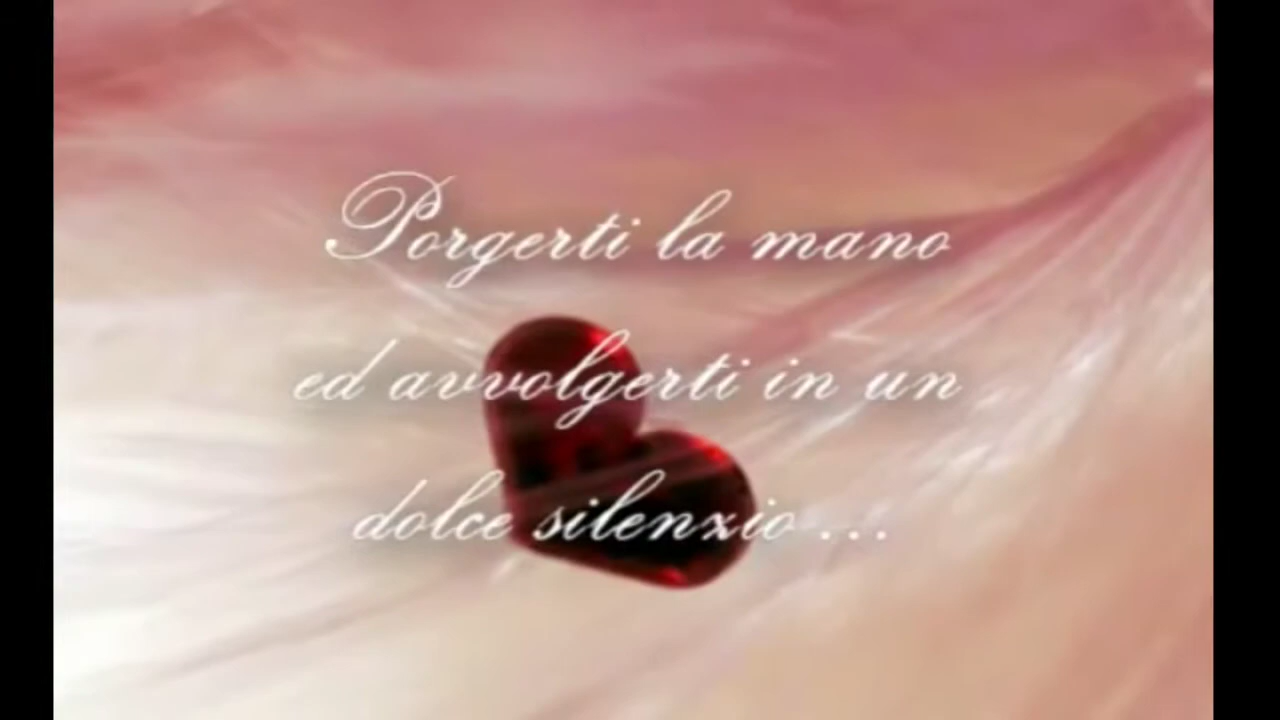 Porgerti la mano
ed avvolgerti in un
dolce silenzio ...